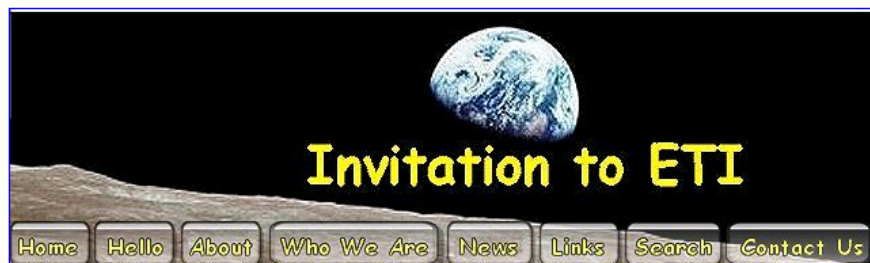 Invitation to ETI
Home Hello About Who We Are News Links Search Contact Us